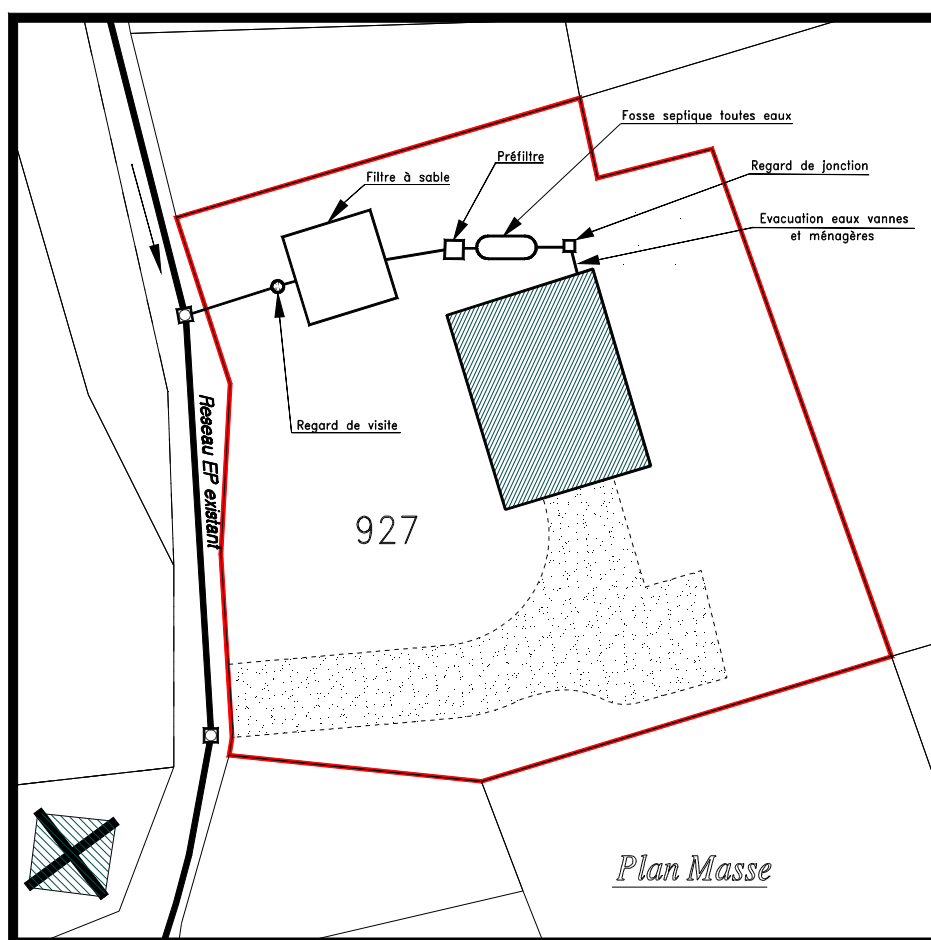 Fosse septique toutes eaux
Préfiltre
Regard de jonction
Filtre à sable
Evacuation eaux vannes
et ménagères
Regard de visite
Reseau EP existant
927
Plan Masse